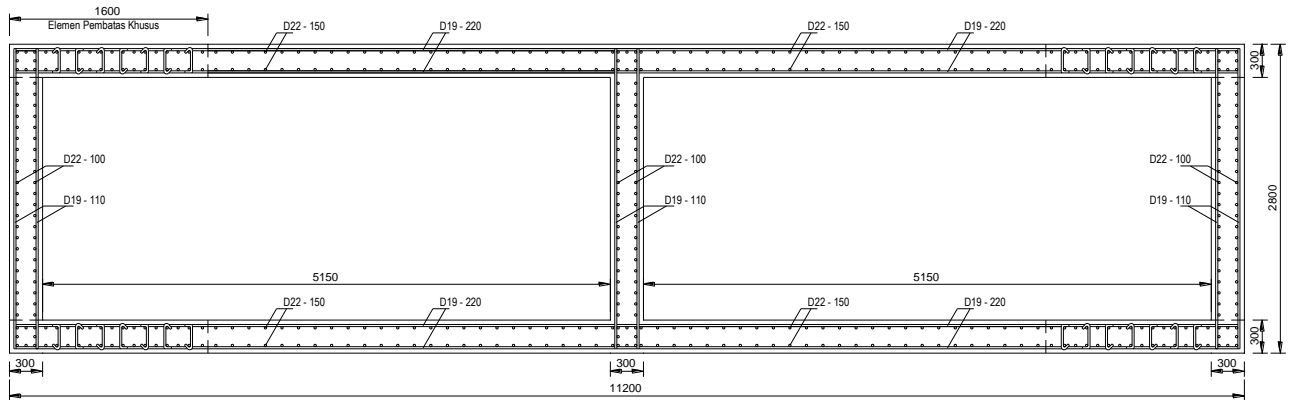 1600
Elemen Pembatas Khusus
D22 - 150
D19 - 220
D22 - 150
D19 - 220
300
D22 - 100
D22 - 100
D22 - 100
D19 - 110
D19 - 110
D19 - 110
2800
5150
5150
D22 - 150
D19 - 220
D22 - 150
D19 - 220
300
300
300
300
11200